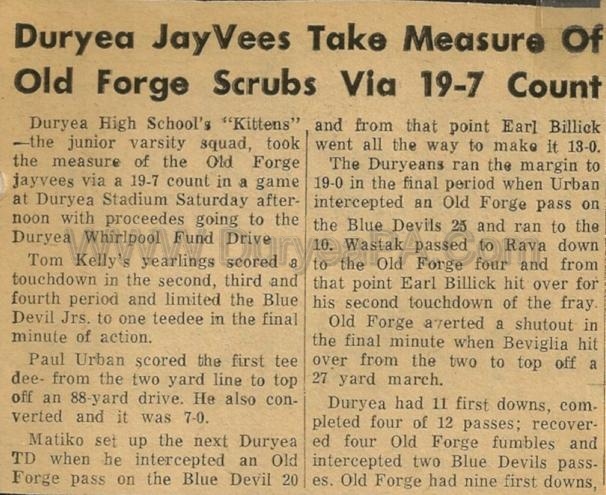 Duryea JayVees Take Measure Of
Old Forge Scrubs Via 19-7 Count
Duryea High School's "Kittens"
—the junior varsity squad, took
the measure of the Old Forge
jayvees via a 19-7 count in a game
at Duryea Stadium Saturday after-
noon with proceedes going to the
Duryea Whirlpool Fund Drive
Tom Kelly's yearlings scored a
touchdown in the second, third and
fourth period and limited the Blue
Devil Jrs. to one teedee in the final
minute of action.
Paul Urban scored the first tee
dee- from the two yard line to top
off an 88-yard drive. He also con-
verted and it was 7-0.
Matiko set up the next Duryea
TD when he intercepted an Old
Forge pass on the Blue Devil 20
and from that point Earl Billick
went all the way to make it 13-0.
The Duryeans ran the margin to
19-0 in the final period when Urban
intercepted an Old Forge pass on
the Blue Devils 25 and ran to the
10. Wastak passed to Rava down
to the Old Forge four and from
that point Earl Billick hit over for
his second touchdown of the fray.
Old Forge averted a shutout in
the final minute when Beviglia hit
over from the two to top off a
27 yard march.
Duryea had 11 first downs, com-
pleted four of 12 passes; recover-
ed four Old Forge fumbles and
intercepted two Blue Devils pass-
es. Old Forge had nine first downs,
WWW.DuryeaPA.Com